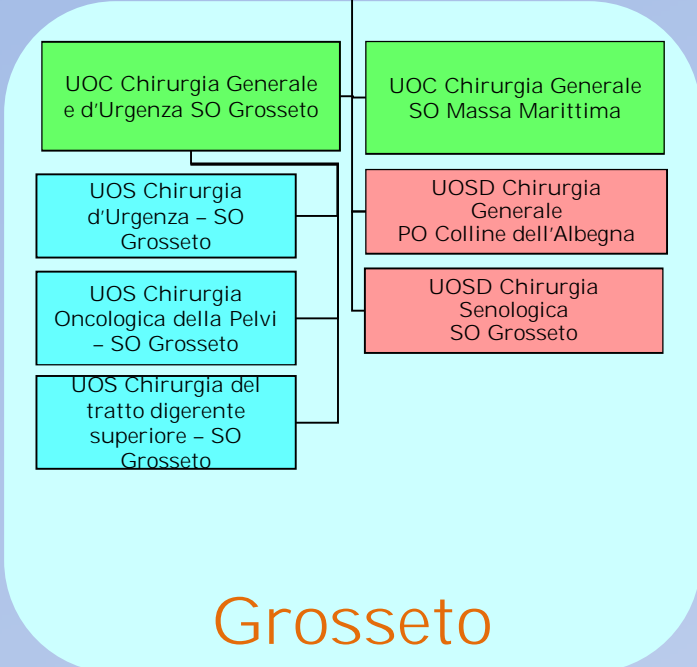 UOC Chirurgia Generale
e d'Urgenza SO Grosseto
UOC Chirurgia Generale
SO Massa Marittima
UOS Chirurgia
d'Urgenza – SO
Grosseto
UOSD Chirurgia
Generale
PO Colline dell'Albegna
UOS Chirurgia
Oncologica della Pelvi
– SO Grosseto
UOSD Chirurgia
Senologica
SO Grosseto
UOS Chirurgia del
tratto digerente
superiore – SO
Grosseto
Grosseto